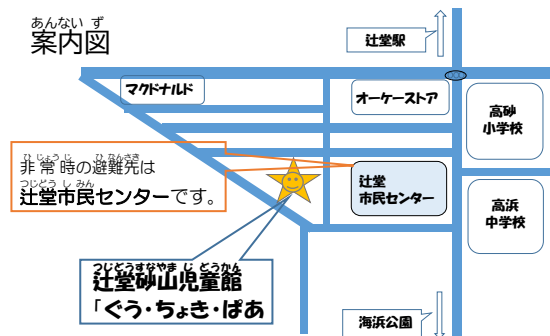 あんない ず
案内図
辻堂駅
マクドナルド
オーケーストア
高砂
小学校
ひ じょう じ ひ なんさき
非常時の避難先は
つじどう し みん
辻堂市民センターです。
辻堂
市民センター
高浜
中学校
つじどうすなやま じ どうかん
辻堂砂山児童館
「ぐう・ちょき・ぱあ
海浜公園